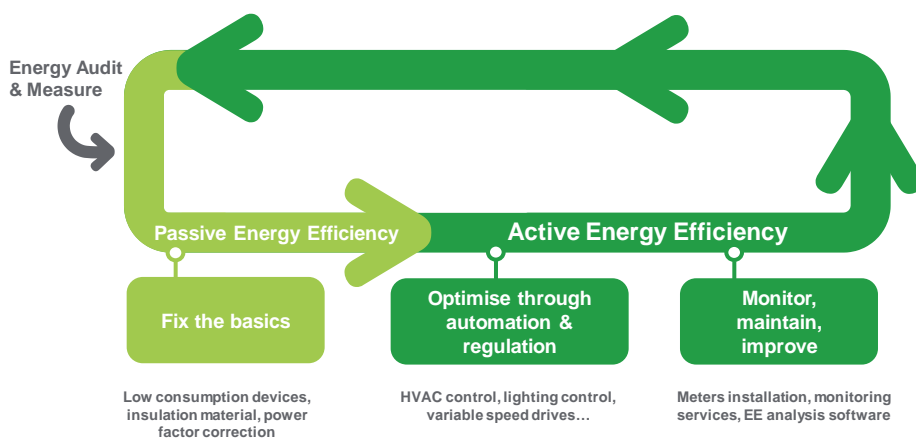 Energy Audit
& Measure
Passive Energy Efficiency
Active Energy Efficiency
Fix the basics
Optimise through
automation &
regulation
Monitor,
maintain,
improve
Low consumption devices,
insulation material, power
factor correction
HVAC control, lighting control,
variable speed drives…
Meters installation, monitoring
services, EE analysis software